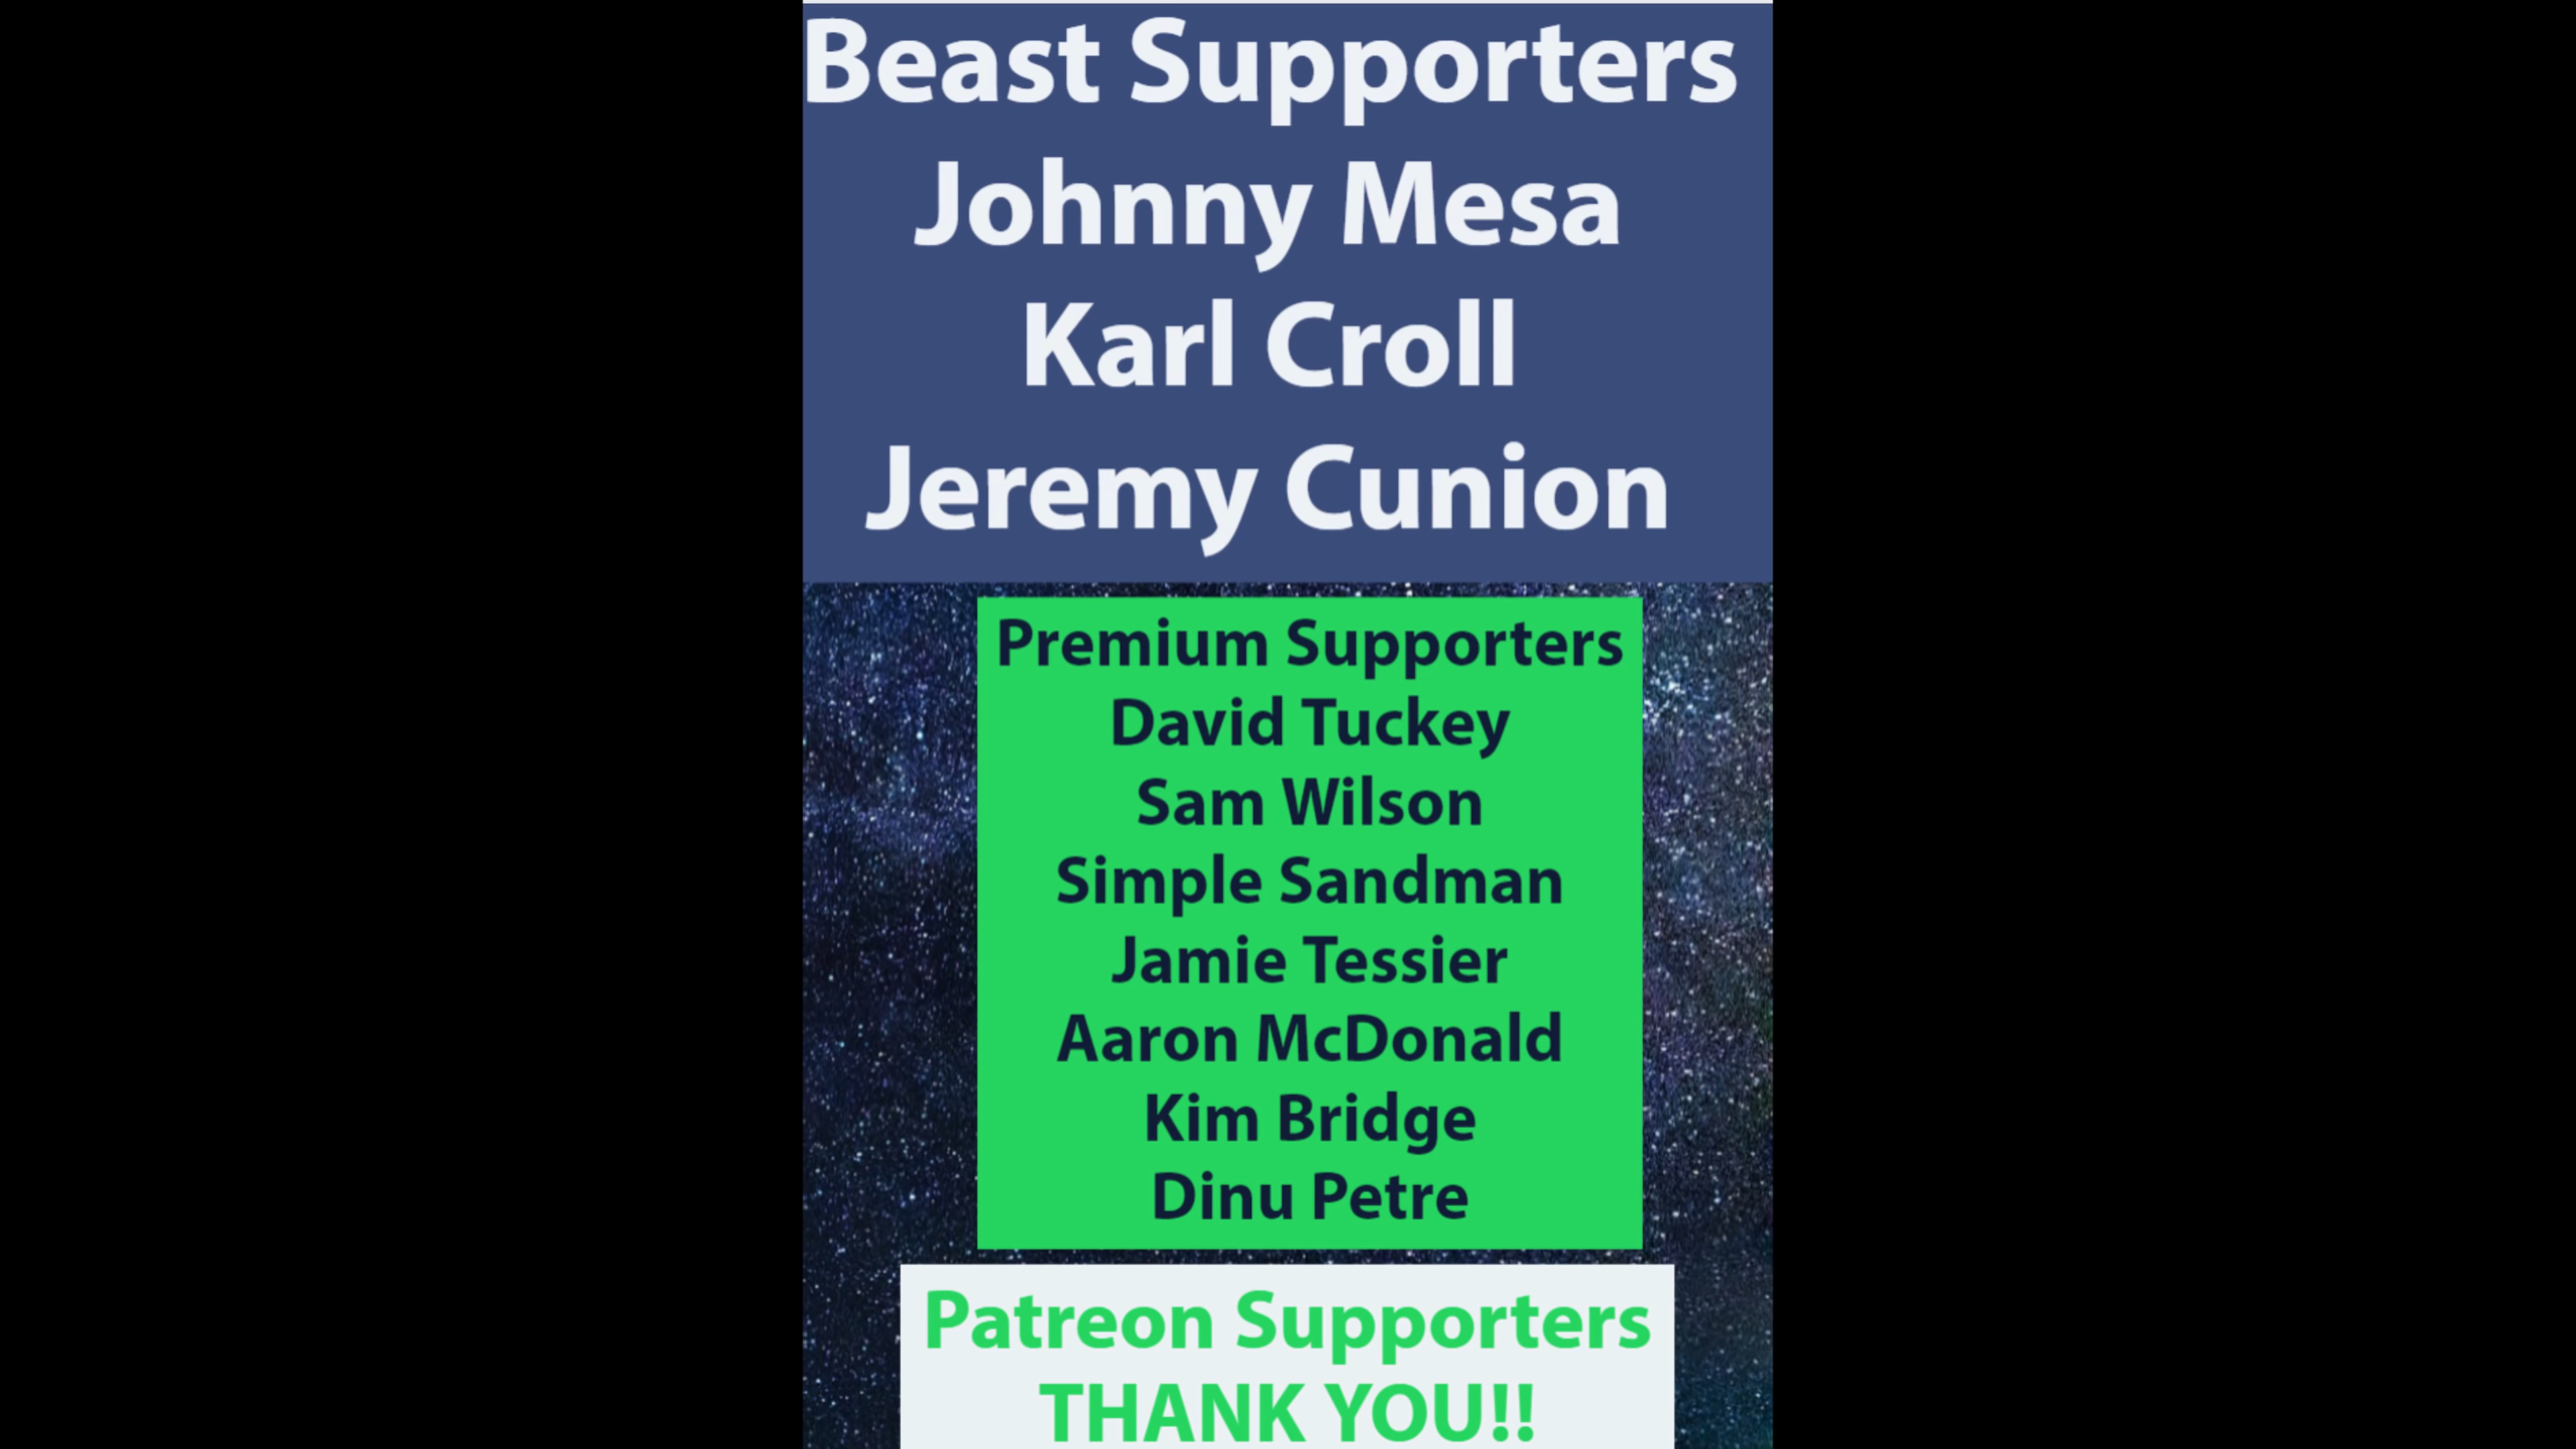 Beast Supporters
Johnny Mesa
Karl Croll
Jeremy Cunion
Premium Supporters
David Tuckey
Sam Wilson
Simple Sandman
Jamie Tessier
Aaron McDonald
Kim Bridge
Dinu Petre
Patreon Supporters
THANK YOU!!